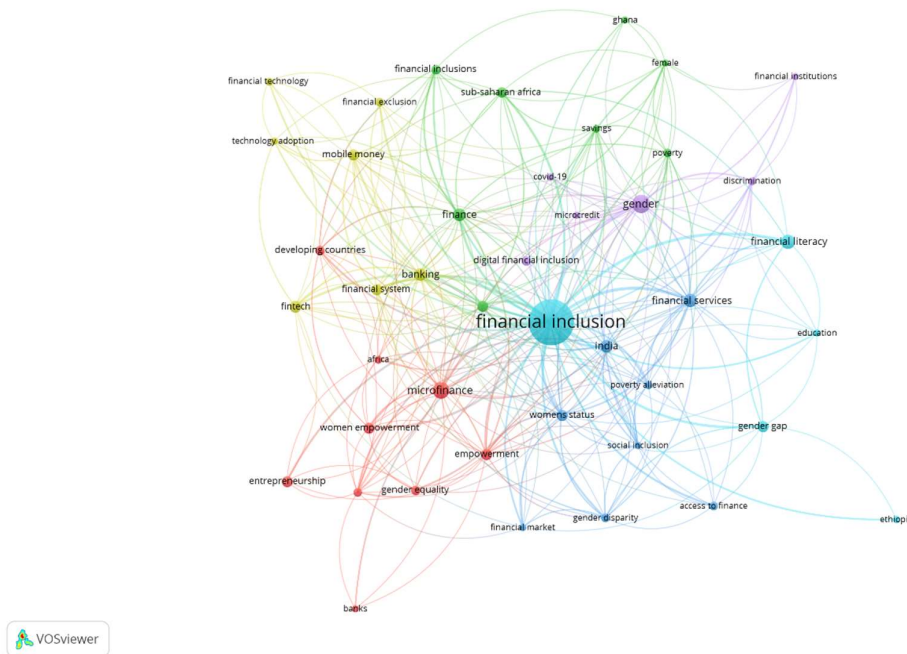 ghana
female
financial inclusions
financial institutions
financial technology
sub-saharan africa
financial exclusion
savings
technology adoption
mobile money
poverty
covid-19
discrimination
gender
finance
microcredit
financial literacy
developing countries
digital financial inclusion
banking
financial system
financial services
fintech
financial inclusion
education
india
africa
poverty alleviation
microfinance
womens status
women empowerment
gender gap
social inclusion
empowerment
entrepreneurship
gender equality
access to finance
gender disparity
ethiopi
financial market
banks
VOSviewer